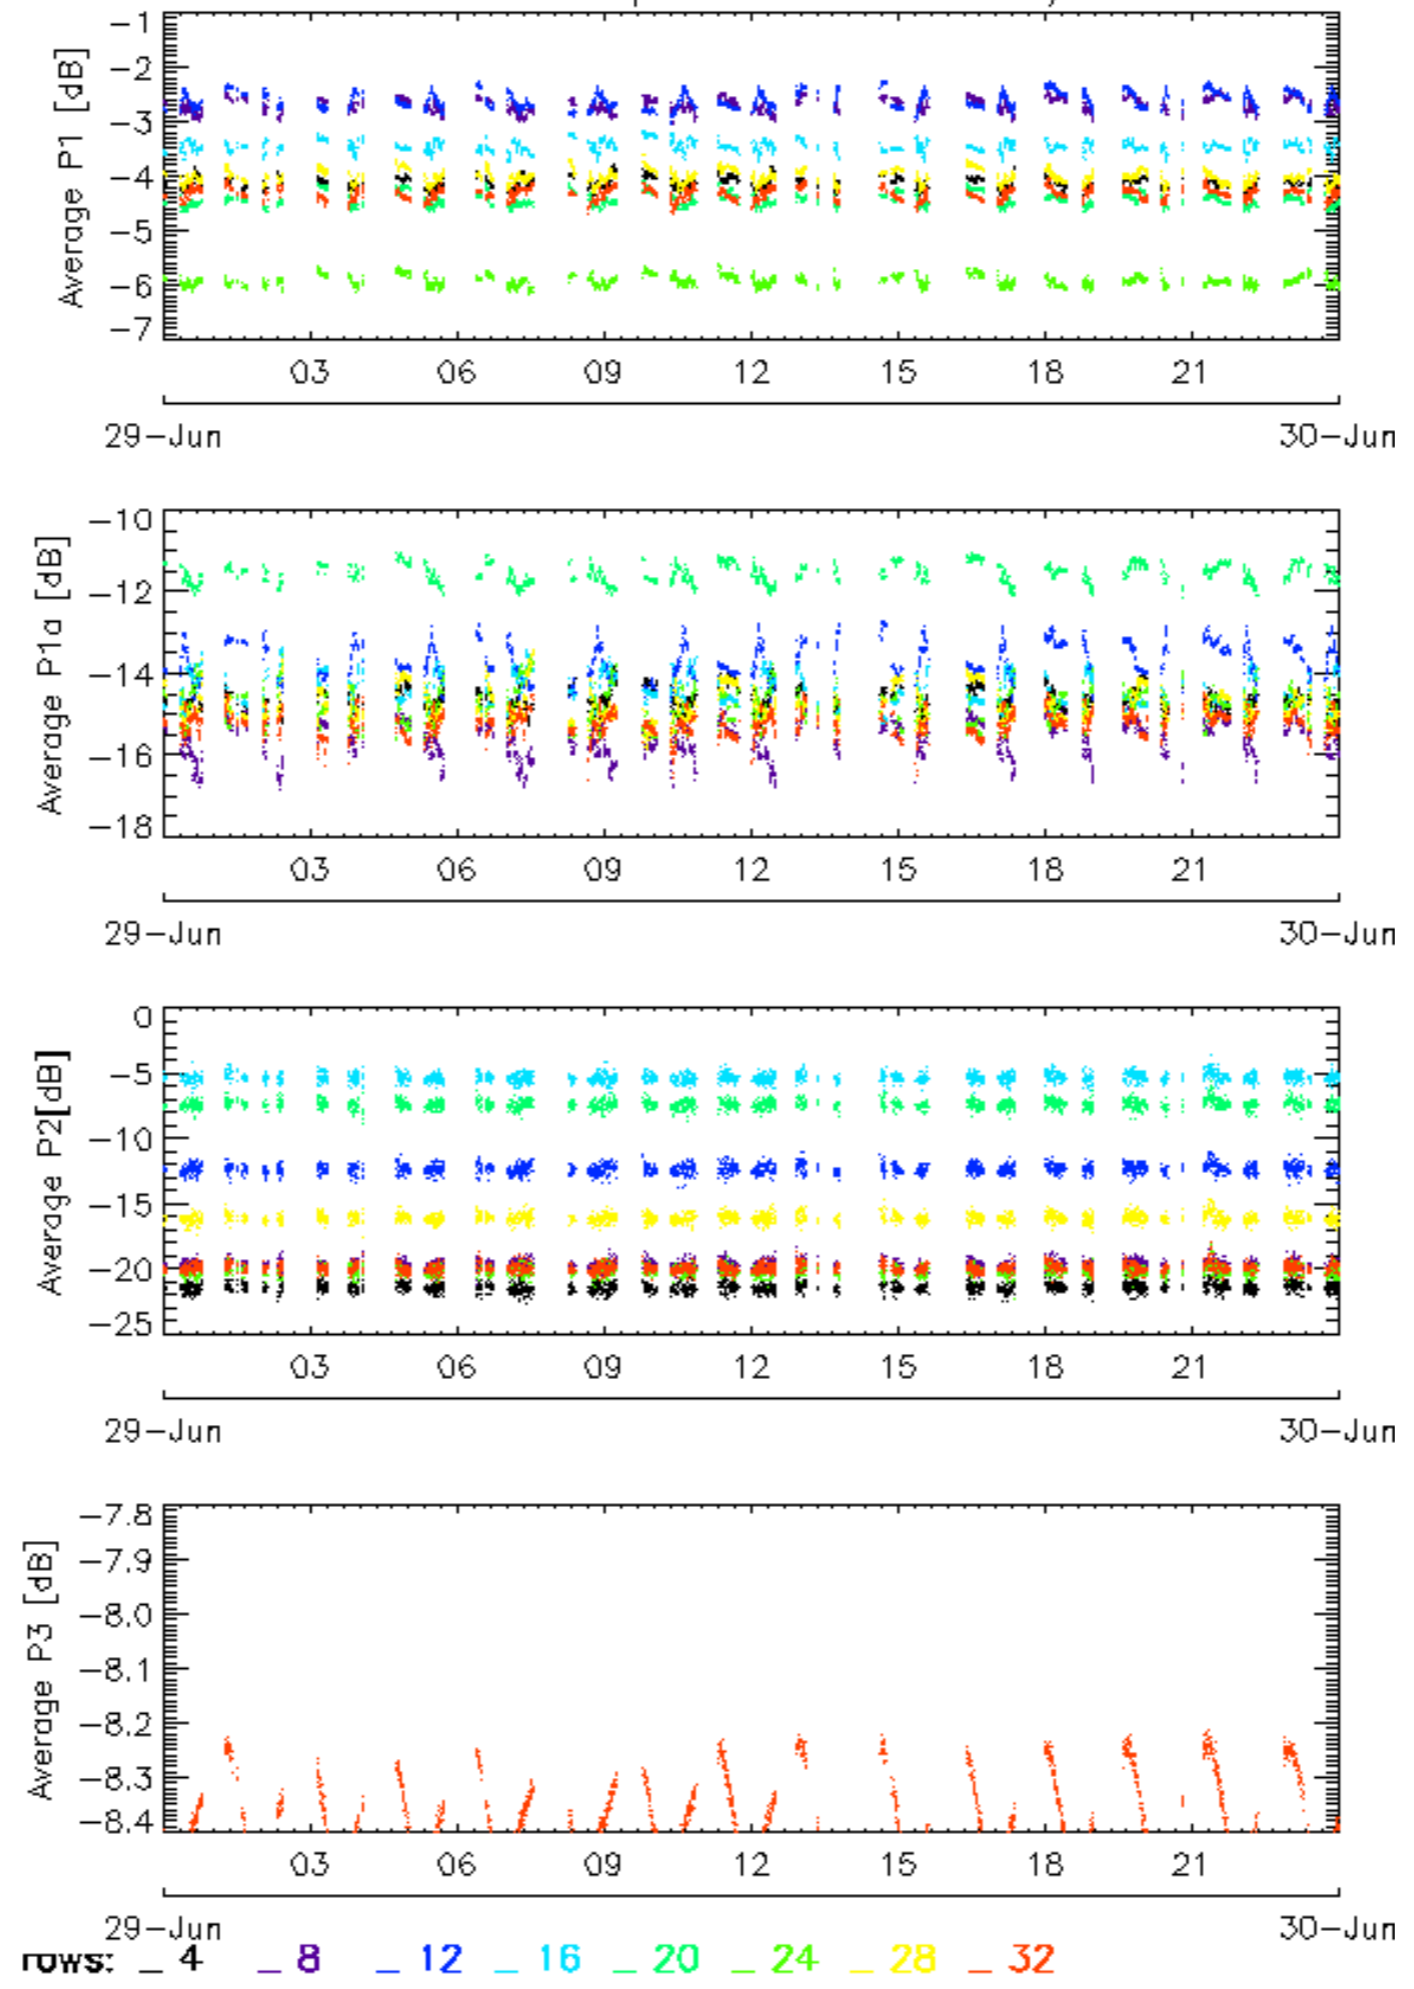 -1
-2
-3
-4
-5
-6
-7
Average P1 [dB]
03 06 09 12 15 18 21
29-Jun 30-Jun
-10
-12
-14
-16
-18
Average P1a [dB]
03 06 09 12 15 18 21
29-Jun 30-Jun
0
-5
-10
-15
-20
-25
Average P2[dB]
03 06 09 12 15 18 21
29-Jun 30-Jun
-7.8
-7.9
-8.0
-8.1
-8.2
-8.3
-8.4
Average P3 [dB]
03 06 09 12 15 18 21
29-Jun 30-Jun
rows: _ 4 _ 8 _ 12 _ 16 _ 20 _ 24 _ 28 _ 32